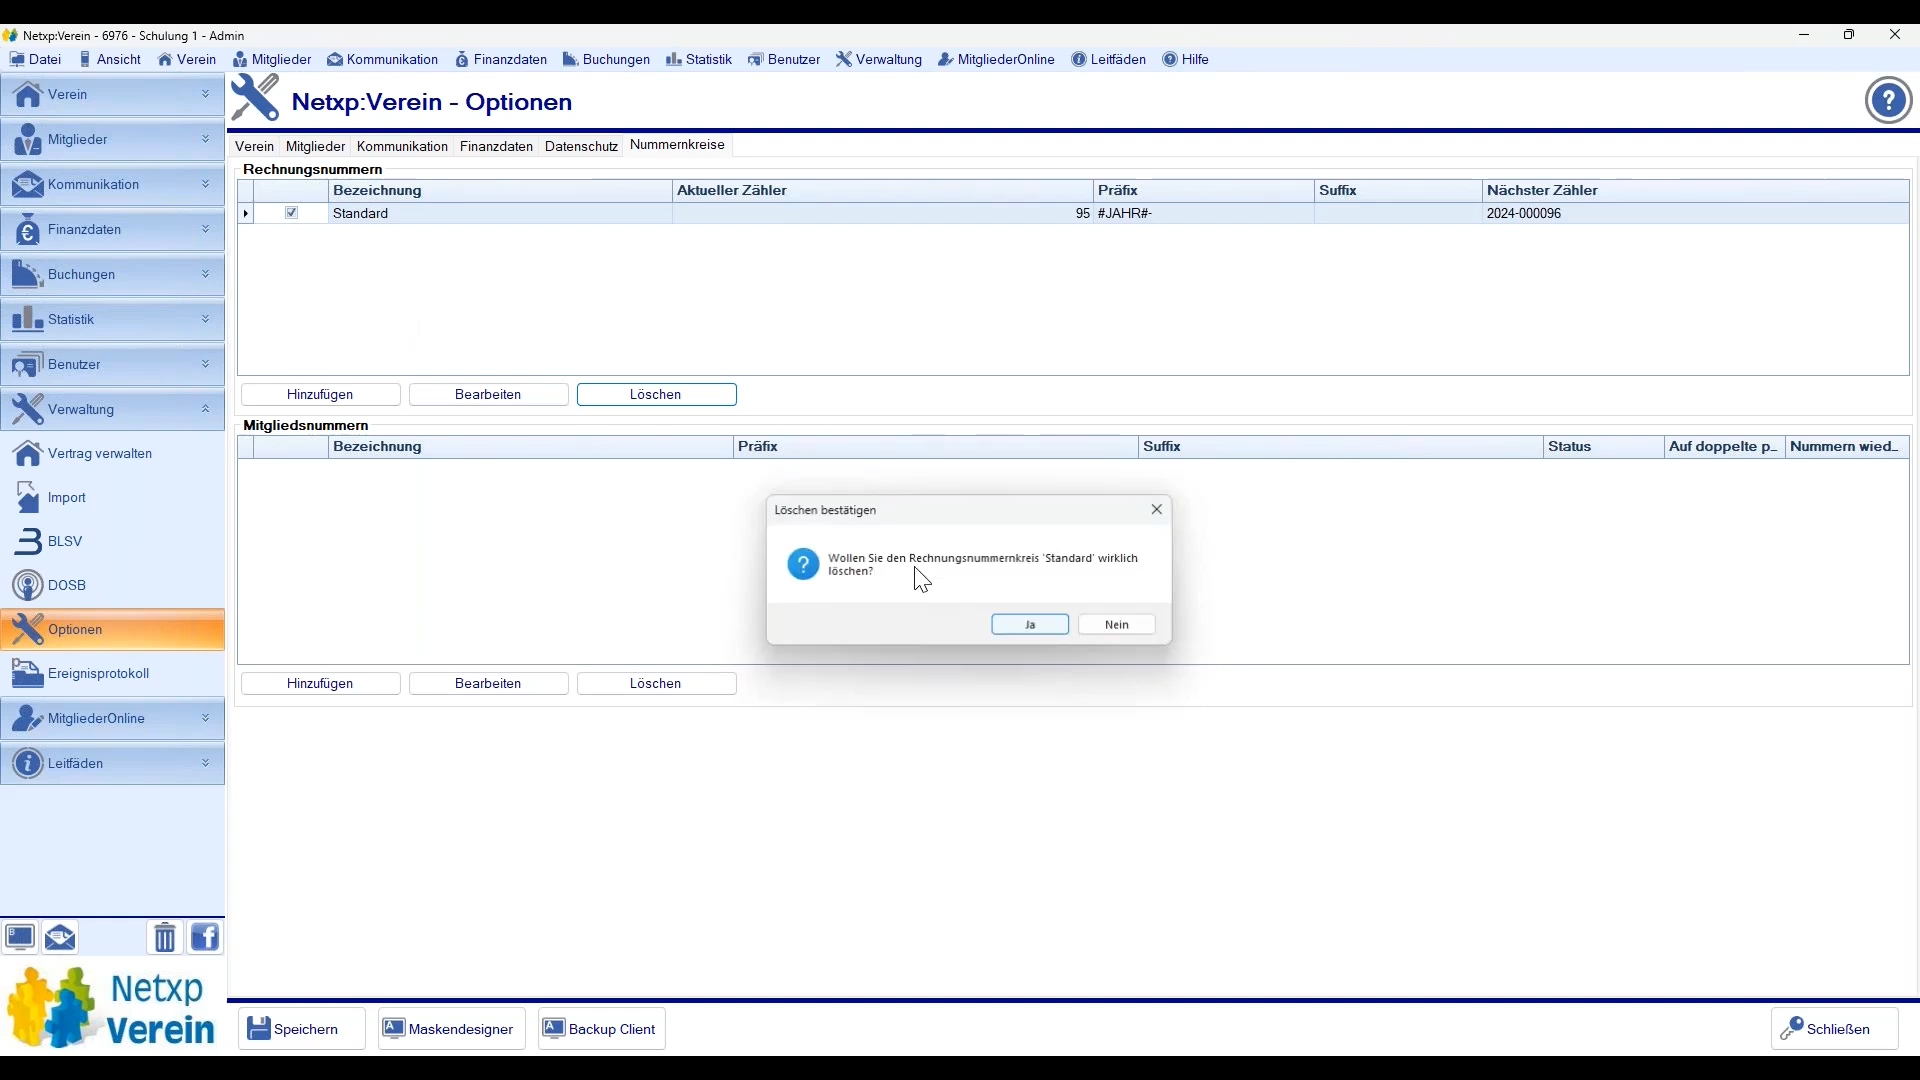 Netxp:Verein - 6976 - Schulung 1 - Admin
Datei Ansicht Verein Mitglieder Kommunikation Finanzdaten Buchungen Statistik Benutzer Verwaltung MitgliederOnline Leitfäden Hilfe
Verein
Mitglieder
Kommunikation
Finanzdaten
Buchungen
Statistik
Benutzer
Verwaltung
Vertrag verwalten
Import
BLSV
DOSB
Optionen
Ereignisprotokoll
MitgliederOnline
Leitfäden
Netxp
Verein
Netxp:Verein - Optionen
Verein Mitglieder Kommunikation Finanzdaten Datenschutz Nummernkreise
Rechnungsnummern
Bezeichnung Aktueller Zähler Präfix Suffix Nächster Zähler
Standard 95 #JAHR#- 2024-000096
Hinzufügen Bearbeiten Löschen
Mitgliedsnummern
Bezeichnung Präfix Suffix Status Auf doppelte p... Nummern wied...
Löschen bestätigen
Wollen Sie den Rechnungsnummernkreis 'Standard' wirklich
löschen?
Ja Nein
Hinzufügen Bearbeiten Löschen
Speichern Maskendesigner Backup Client Schließen